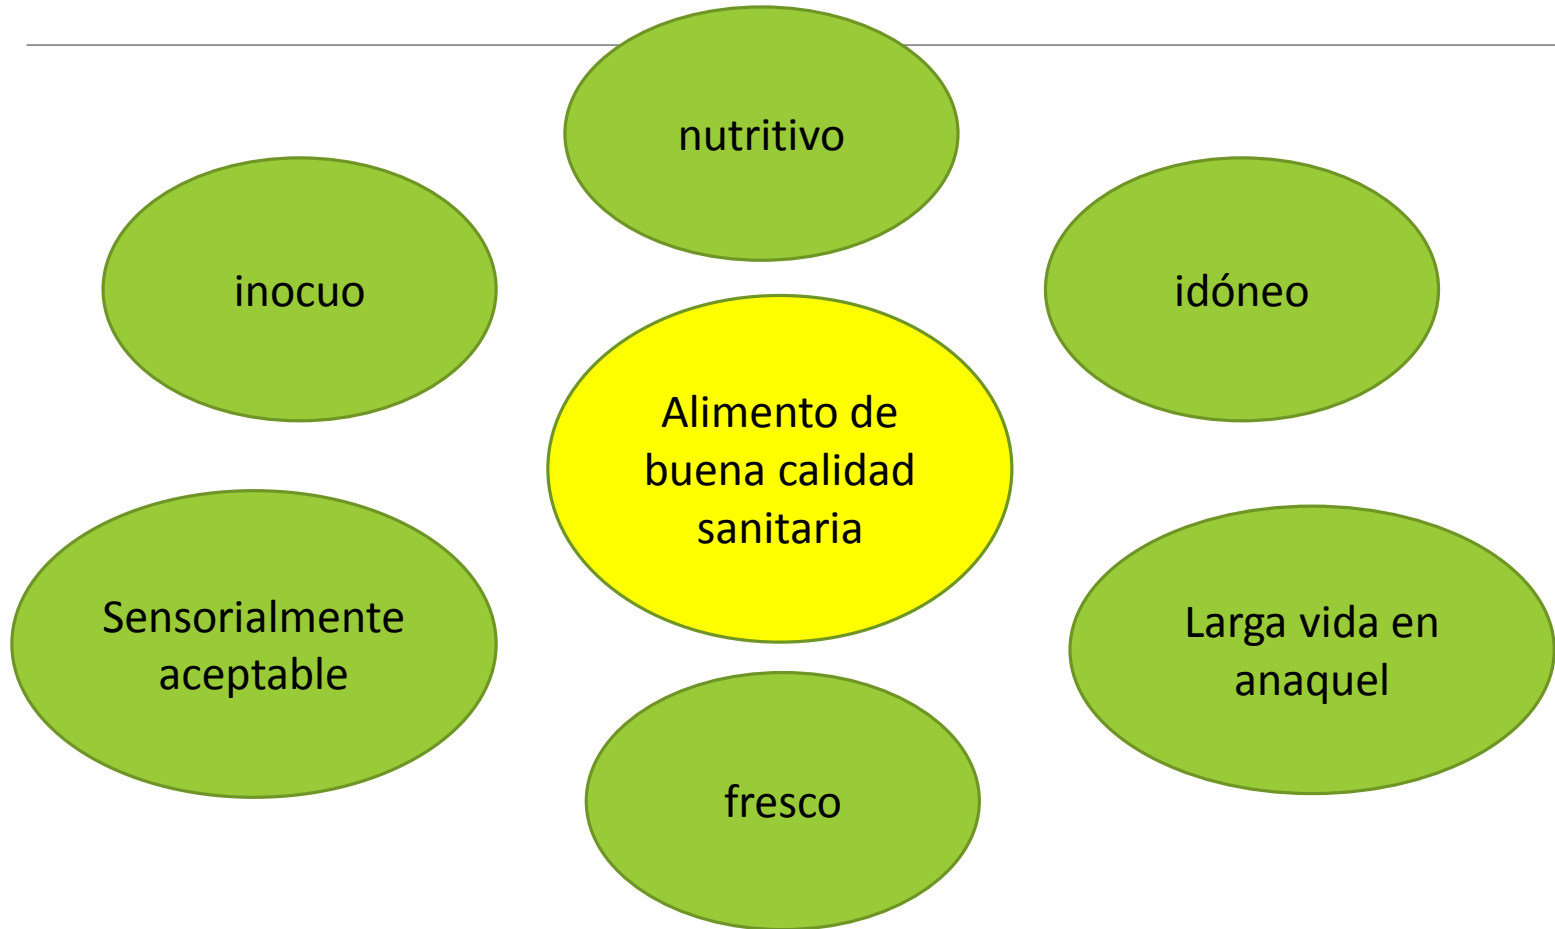 nutritivo
inocuo
idóneo
Alimento de
buena calidad
sanitaria
Sensorialmente
aceptable
Larga vida en
anaquel
fresco